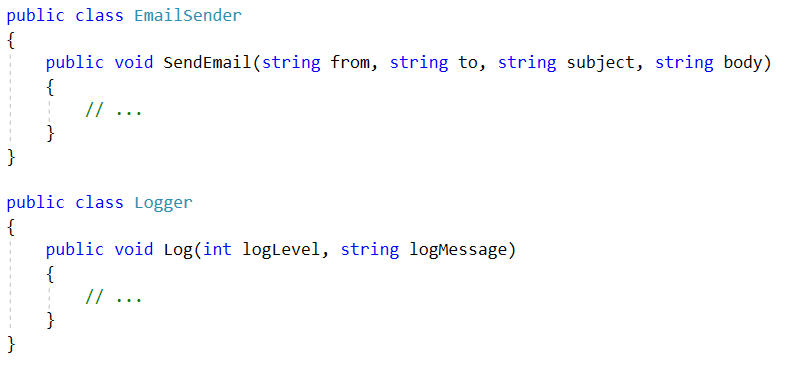 public class EmailSender
{
    public void SendEmail(string from, string to, string subject, string body)
    {
        // ...
    }
}

public class Logger
{
    public void Log(int logLevel, string logMessage)
    {
        // ...
    }
}